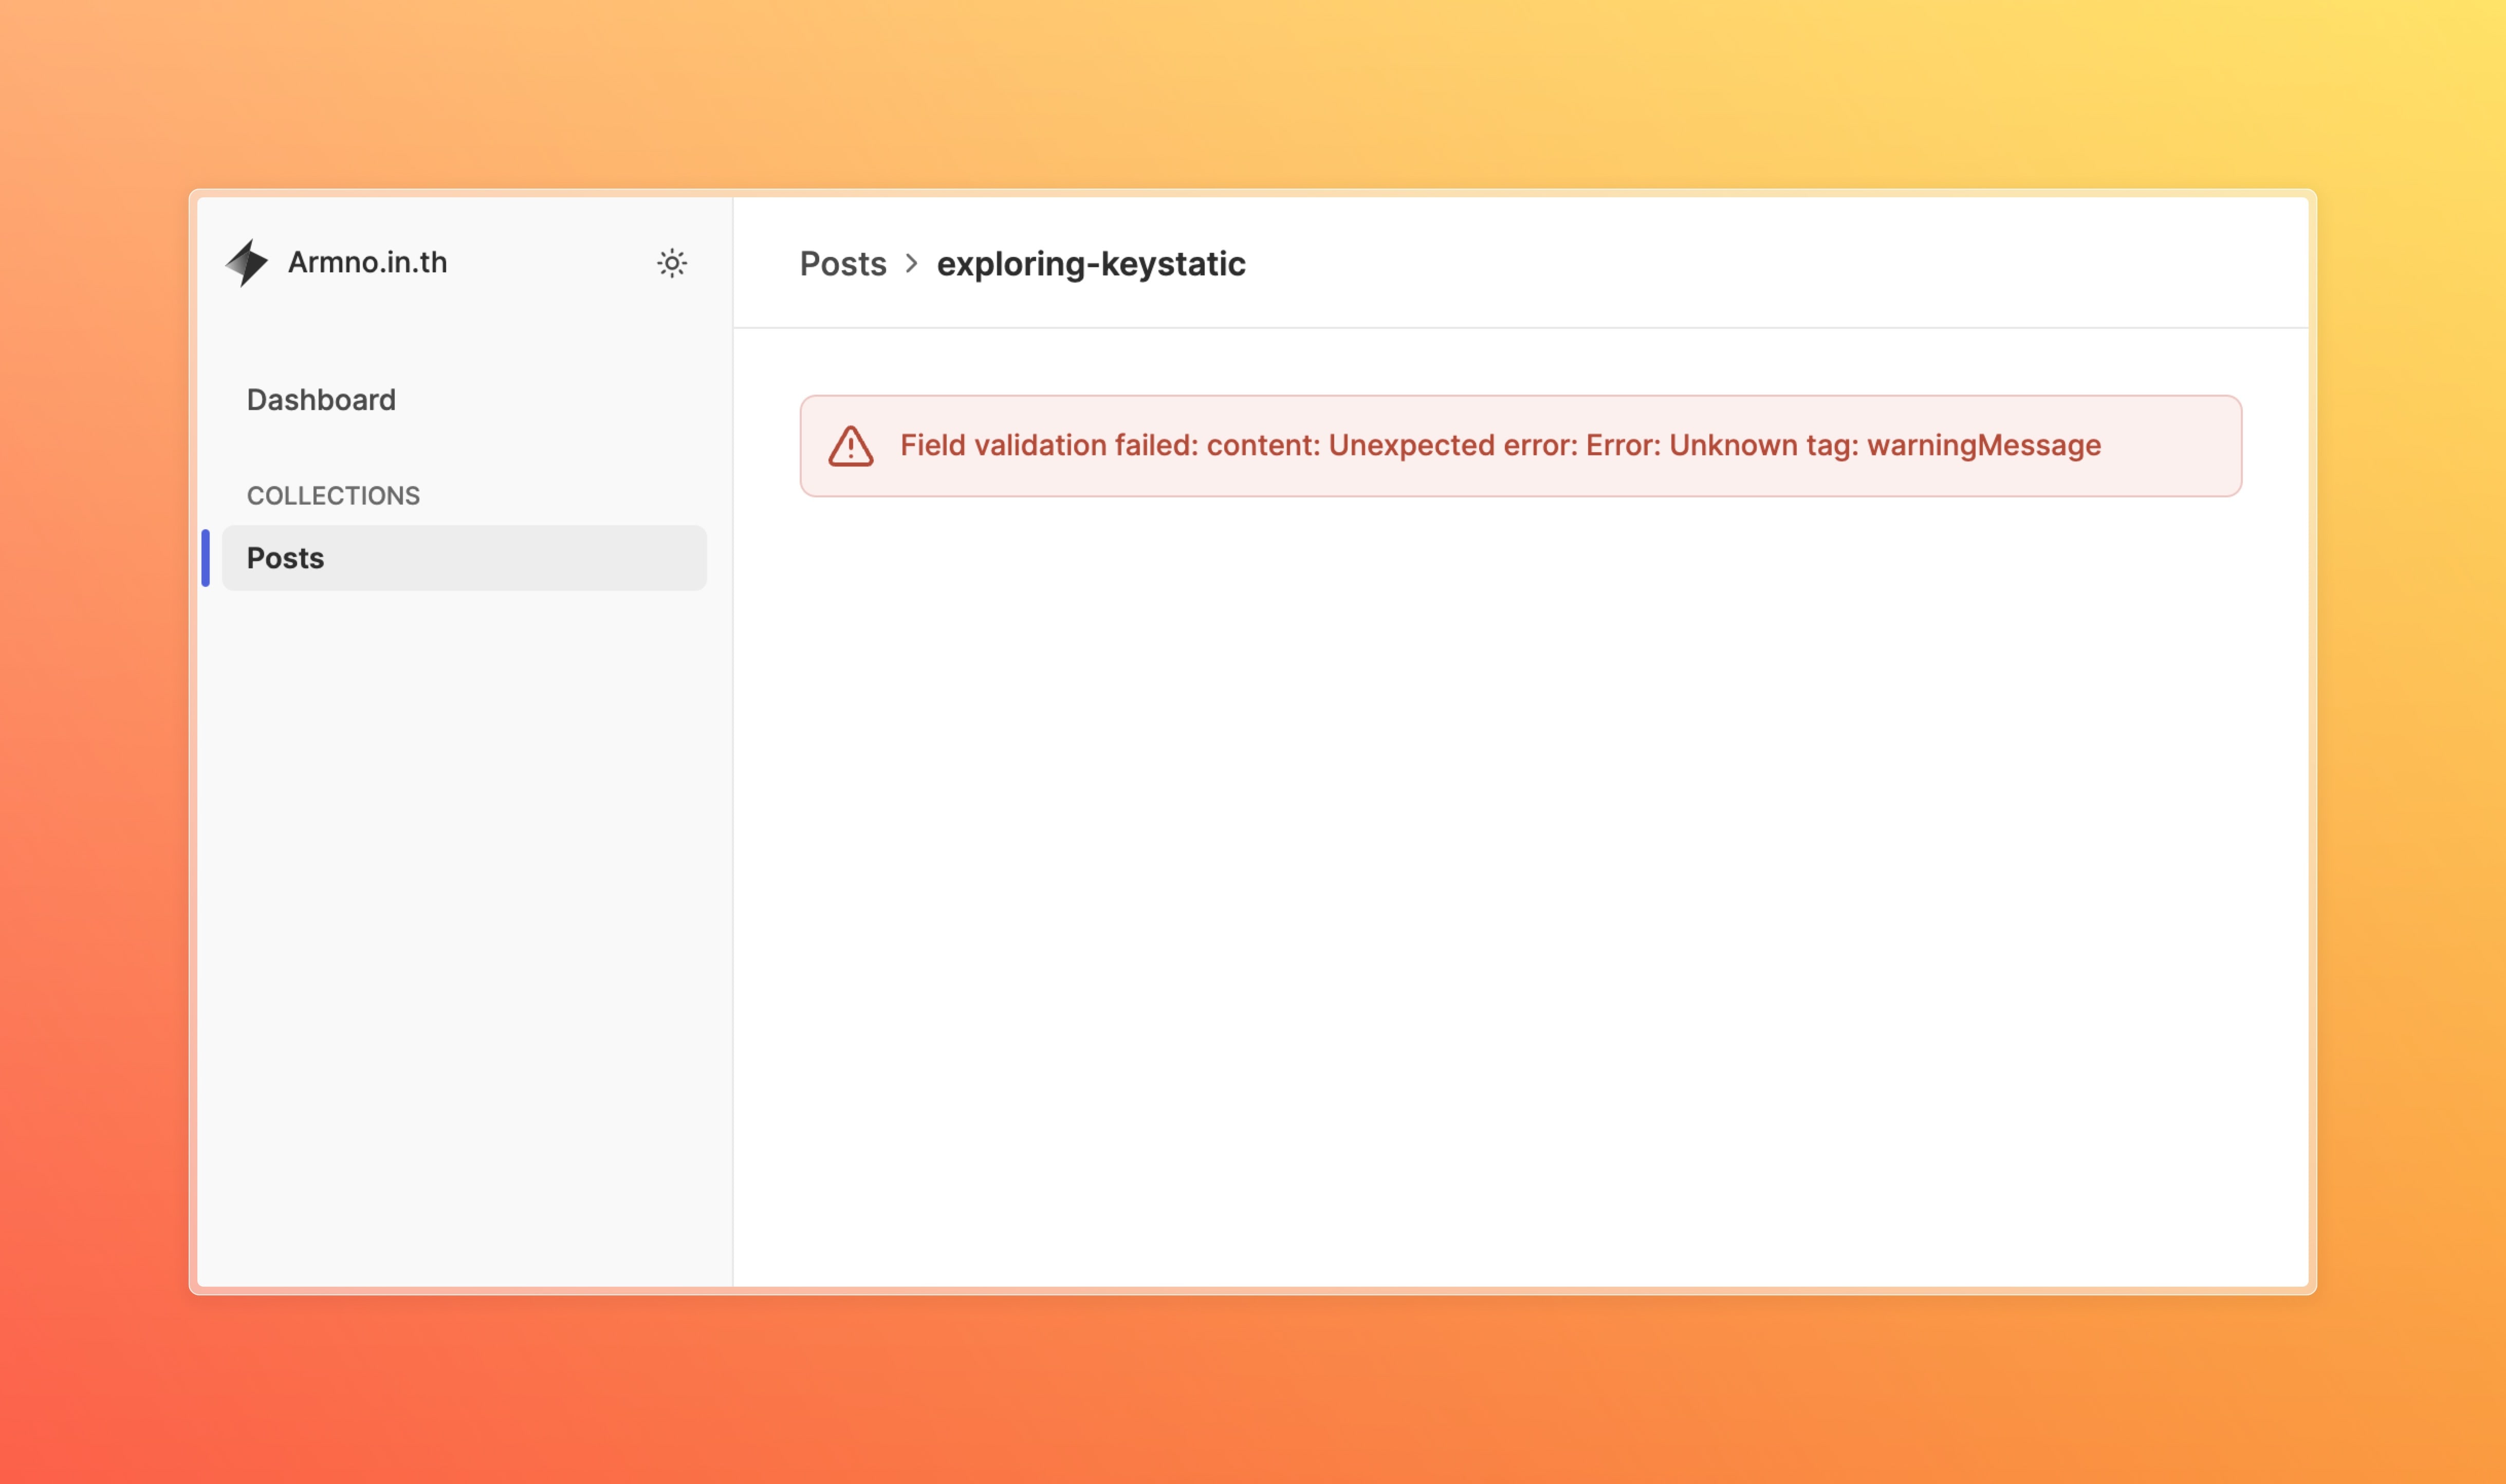 Armno.in.th
Dashboard
COLLECTIONS
Posts
Posts > exploring-keystatic
Field validation failed: content: Unexpected error: Error: Unknown tag: warningMessage